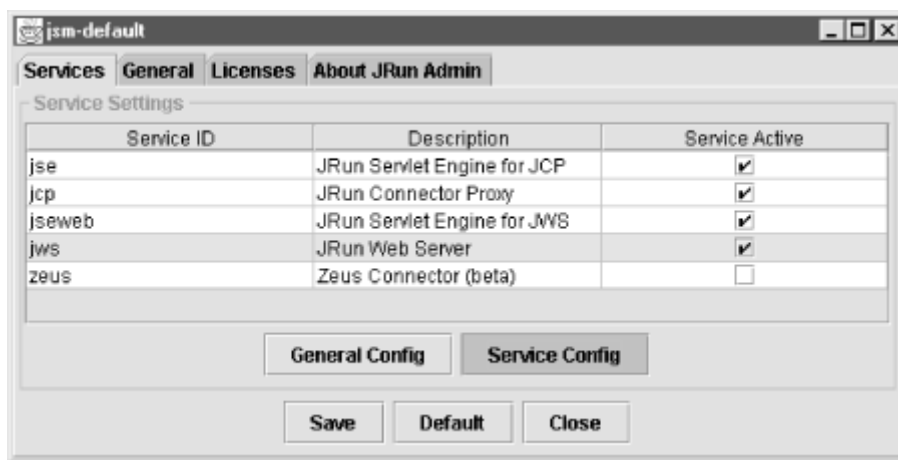 jsm-default
Services General Licenses About JRun Admin
Service Settings
Service ID Description Service Active
jse JRun Servlet Engine for JCP
jcp JRun Connector Proxy
jseweb JRun Servlet Engine for JWS
jws JRun Web Server
zeus Zeus Connector (beta)
General Config Service Config
Save Default Close